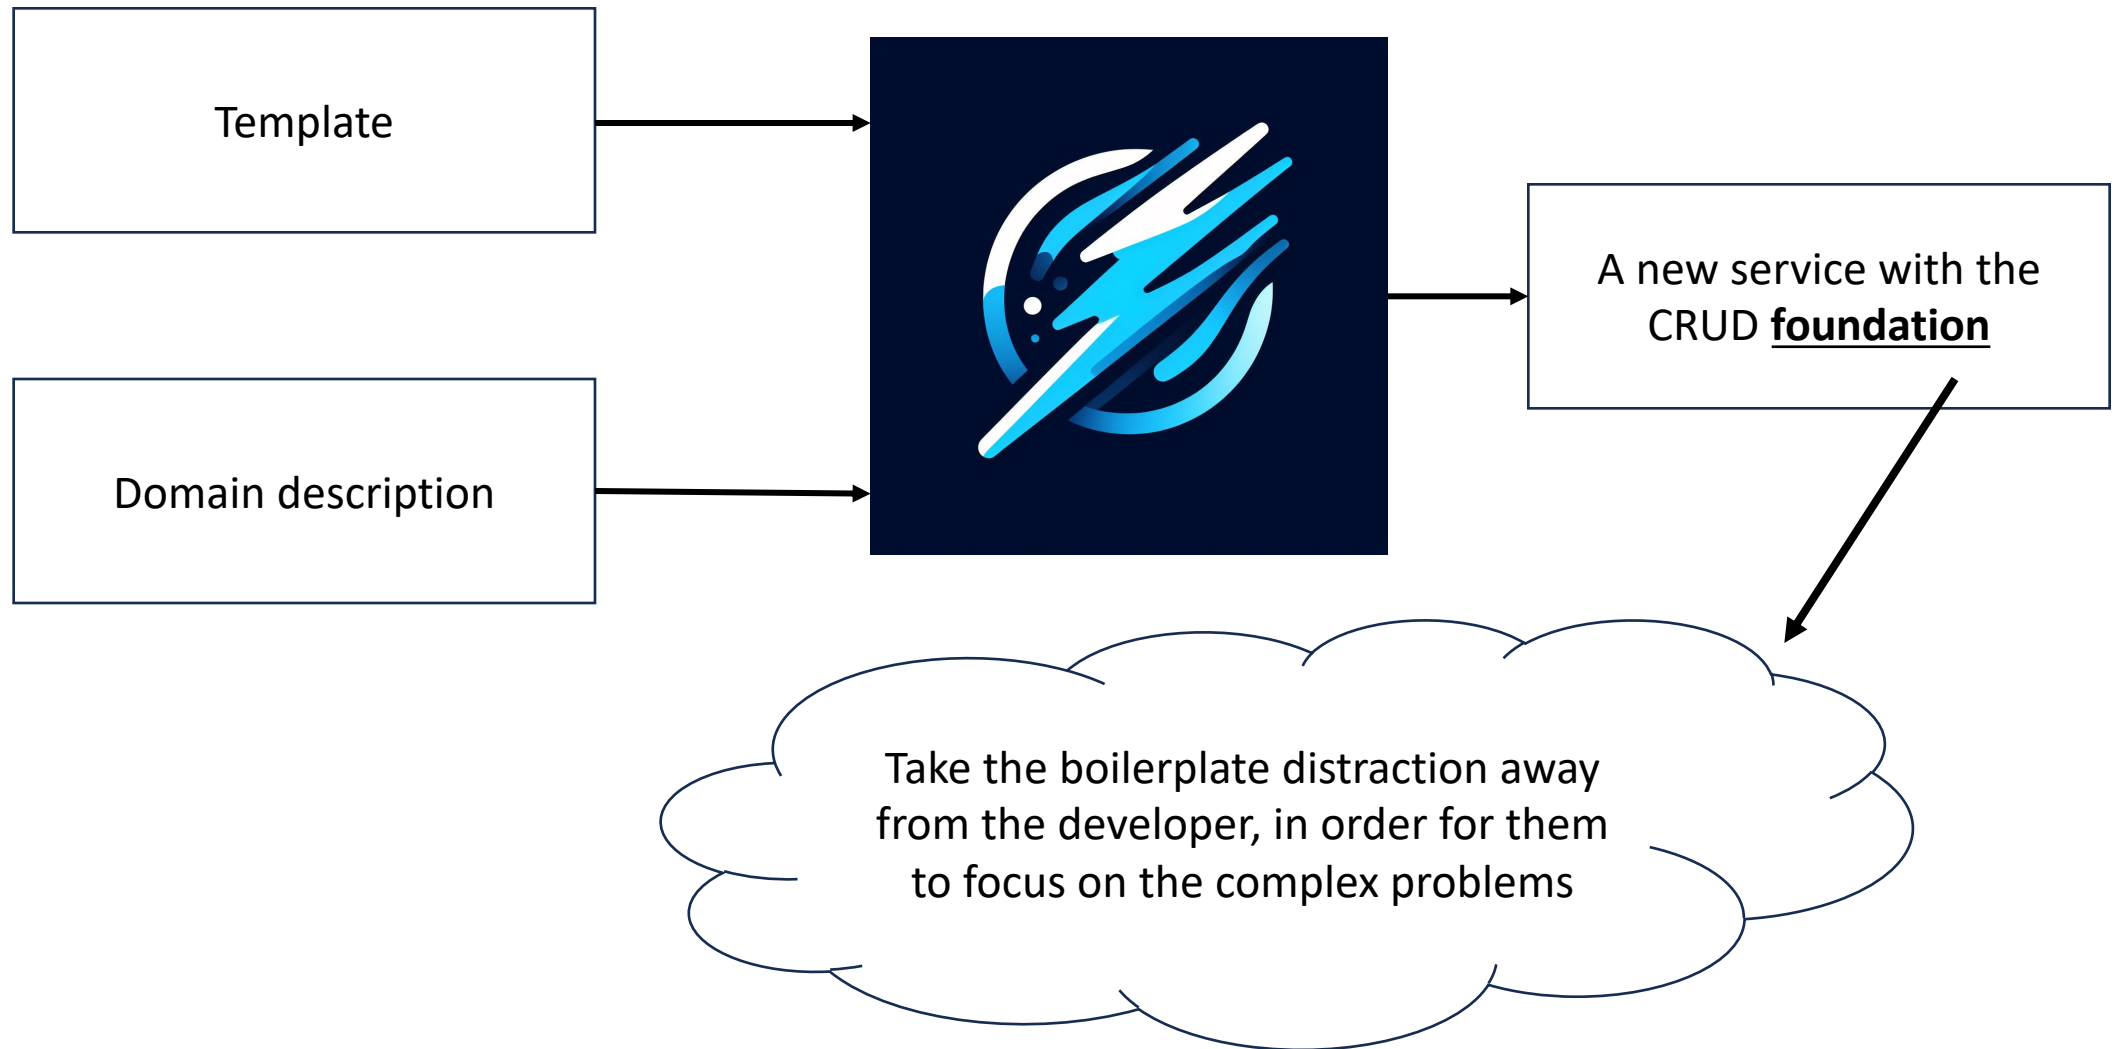 Template
Domain description
A new service with the
CRUD foundation
Take the boilerplate distraction away
from the developer, in order for them
to focus on the complex problems